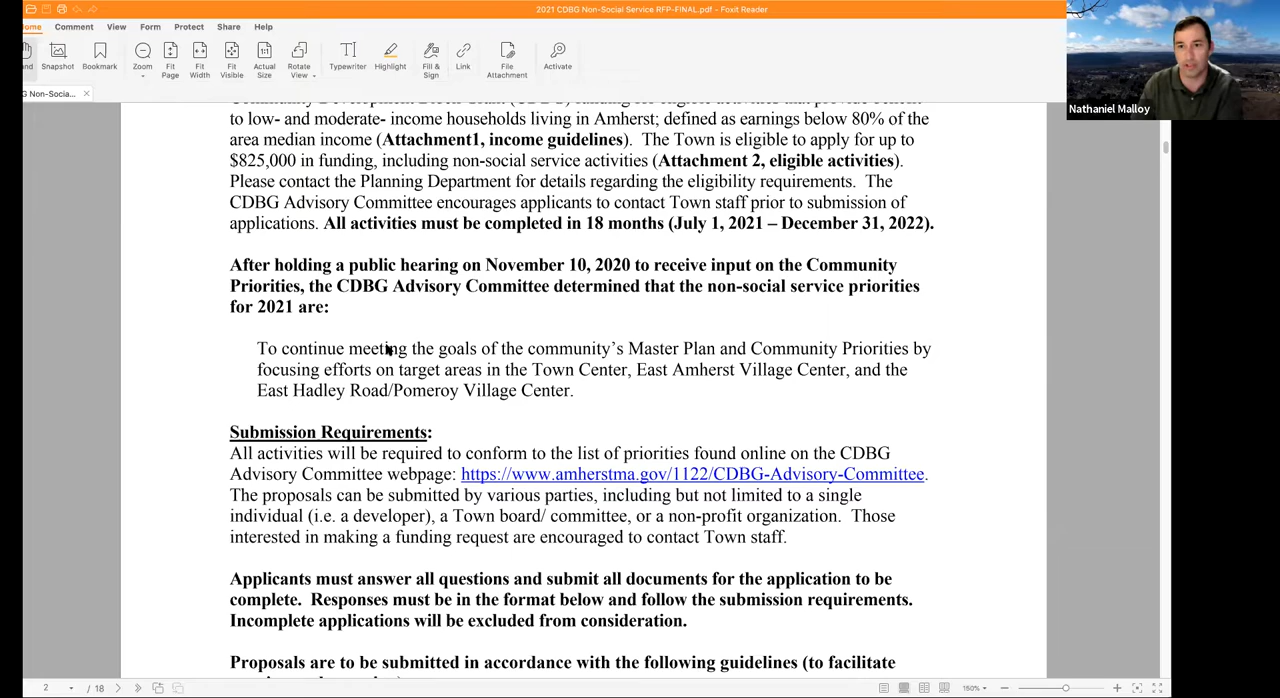 2021 CDBG Non-Social Service RFP-FINAL.pdf - Foxit Reader
Home Comment View Form Protect Share Help
Snapshot Bookmark Zoom Fit Page Fit Width Fit Visible Actual Size Rotate View Typewriter Highlight Fill & Sign Link File Attachment Activate
G Non-Socia...
Nathaniel Malloy
to low- and moderate- income households living in Amherst; defined as earnings below 80% of the
area median income (Attachment1, income guidelines). The Town is eligible to apply for up to
$825,000 in funding, including non-social service activities (Attachment 2, eligible activities).
Please contact the Planning Department for details regarding the eligibility requirements. The
CDBG Advisory Committee encourages applicants to contact Town staff prior to submission of
applications. All activities must be completed in 18 months (July 1, 2021 – December 31, 2022).
After holding a public hearing on November 10, 2020 to receive input on the Community
Priorities, the CDBG Advisory Committee determined that the non-social service priorities
for 2021 are:
To continue meeting the goals of the community's Master Plan and Community Priorities by
focusing efforts on target areas in the Town Center, East Amherst Village Center, and the
East Hadley Road/Pomeroy Village Center.
Submission Requirements:
All activities will be required to conform to the list of priorities found online on the CDBG
Advisory Committee webpage: https://www.amherstma.gov/1122/CDBG-Advisory-Committee.
The proposals can be submitted by various parties, including but not limited to a single
individual (i.e. a developer), a Town board/ committee, or a non-profit organization. Those
interested in making a funding request are encouraged to contact Town staff.
Applicants must answer all questions and submit all documents for the application to be
complete. Responses must be in the format below and follow the submission requirements.
Incomplete applications will be excluded from consideration.
Proposals are to be submitted in accordance with the following guidelines (to facilitate
2 / 18
150%